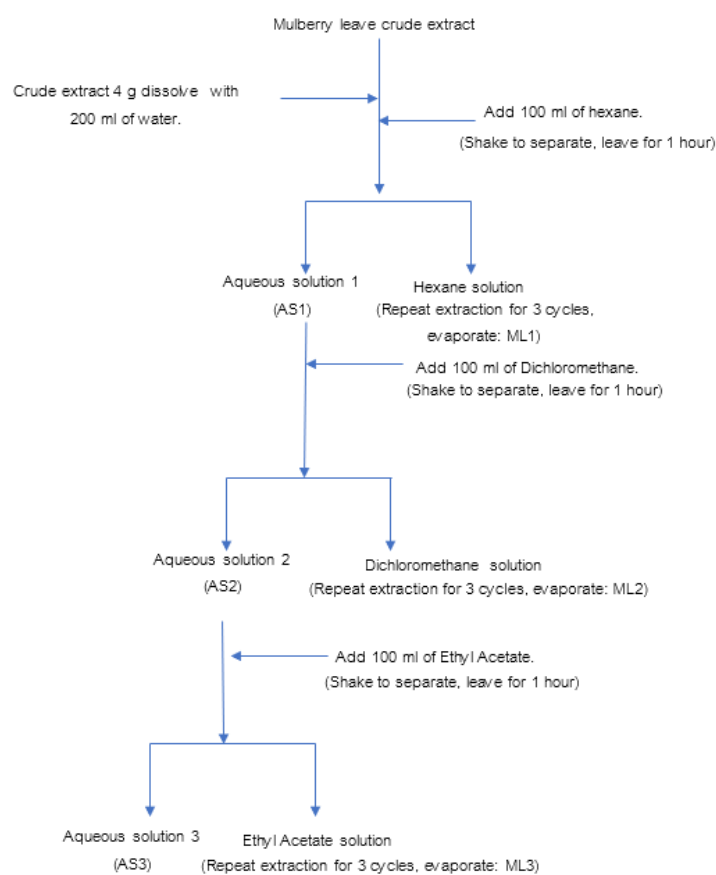 Mulberry leave crude extract
Crude extract 4 g dissolve with
200 ml of water.
Add 100 ml of hexane.
(Shake to separate, leave for 1 hour)
Aqueous solution 1
(AS1)
Hexane solution
(Repeat extraction for 3 cycles,
evaporate: ML1)
Add 100 ml of Dichloromethane.
(Shake to separate, leave for 1 hour)
Aqueous solution 2
(AS2)
Dichloromethane solution
(Repeat extraction for 3 cycles, evaporate: ML2)
Add 100 ml of Ethyl Acetate.
(Shake to separate, leave for 1 hour)
Aqueous solution 3
(AS3)
Ethyl Acetate solution
(Repeat extraction for 3 cycles, evaporate: ML3)